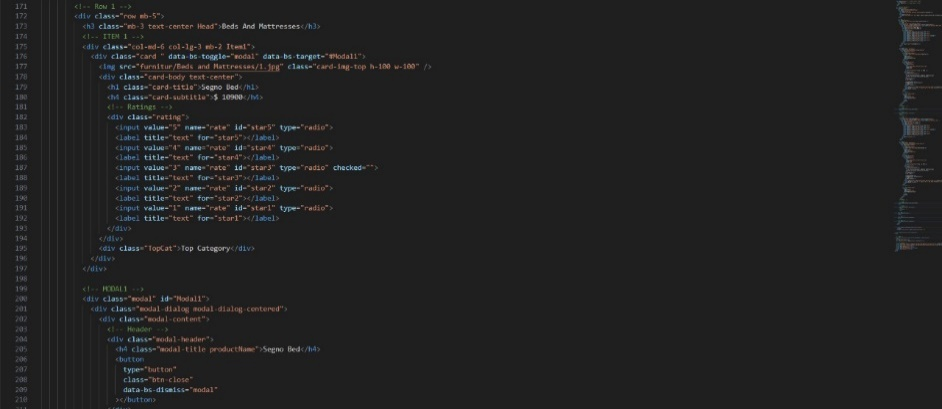 171 <!-- Row 1 -->
172 <div class="row mb-5">
173 <h3 class="mb-3 text-center Head">Beds And Mattresses</h3>
174 <!-- ITEM 1 -->
175 <div class="col-md-6 col-lg-3 mb-2 Item1">
176 <div class="card " data-bs-toggle="modal" data-bs-target="#Modal1">
177 <img src="furnitur/Beds and Mattresses/1.jpg" class="card-img-top h-100 w-100" />
178 <div class="card-body text-center">
179 <h1 class="card-title">Segno Bed</h1>
180 <h4 class="card-subtitle">$ 10900</h4>
181 <!-- Ratings -->
182 <div class="rating">
183 <input value="5" name="rate" id="star5" type="radio">
184 <label title="text" for="star5"></label>
185 <input value="4" name="rate" id="star4" type="radio">
186 <label title="text" for="star4"></label>
187 <input value="3" name="rate" id="star3" type="radio" checked="">
188 <label title="text" for="star3"></label>
189 <input value="2" name="rate" id="star2" type="radio">
190 <label title="text" for="star2"></label>
191 <input value="1" name="rate" id="star1" type="radio">
192 <label title="text" for="star1"></label>
193 </div>
194 </div>
195 <div class="TopCat">Top Category</div>
196 </div>
197 </div>
198
199 <!-- MODAL1 -->
200 <div class="modal" id="Modal1">
201 <div class="modal-dialog modal-dialog-centered">
202 <div class="modal-content">
203 <!-- Header -->
204 <div class="modal-header">
205 <h4 class="modal-title productName">Segno Bed</h4>
206 <button
207 type="button"
208 class="btn-close"
209 data-bs-dismiss="modal"
210 ></button>